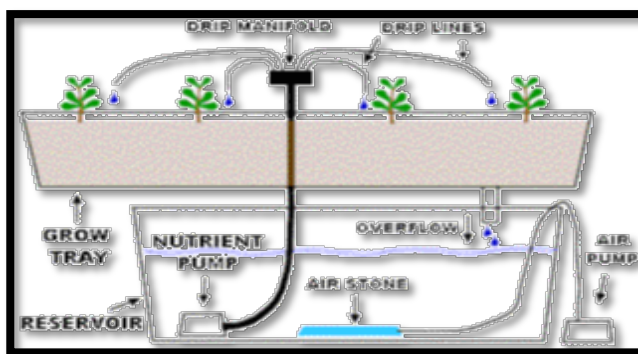 DRIP MANIFOLD
DRIP LINES
GROW
TRAY
NUTRIENT
PUMP
OVERFLOW
AIR
PUMP
AIR STONE
RESERVOIR